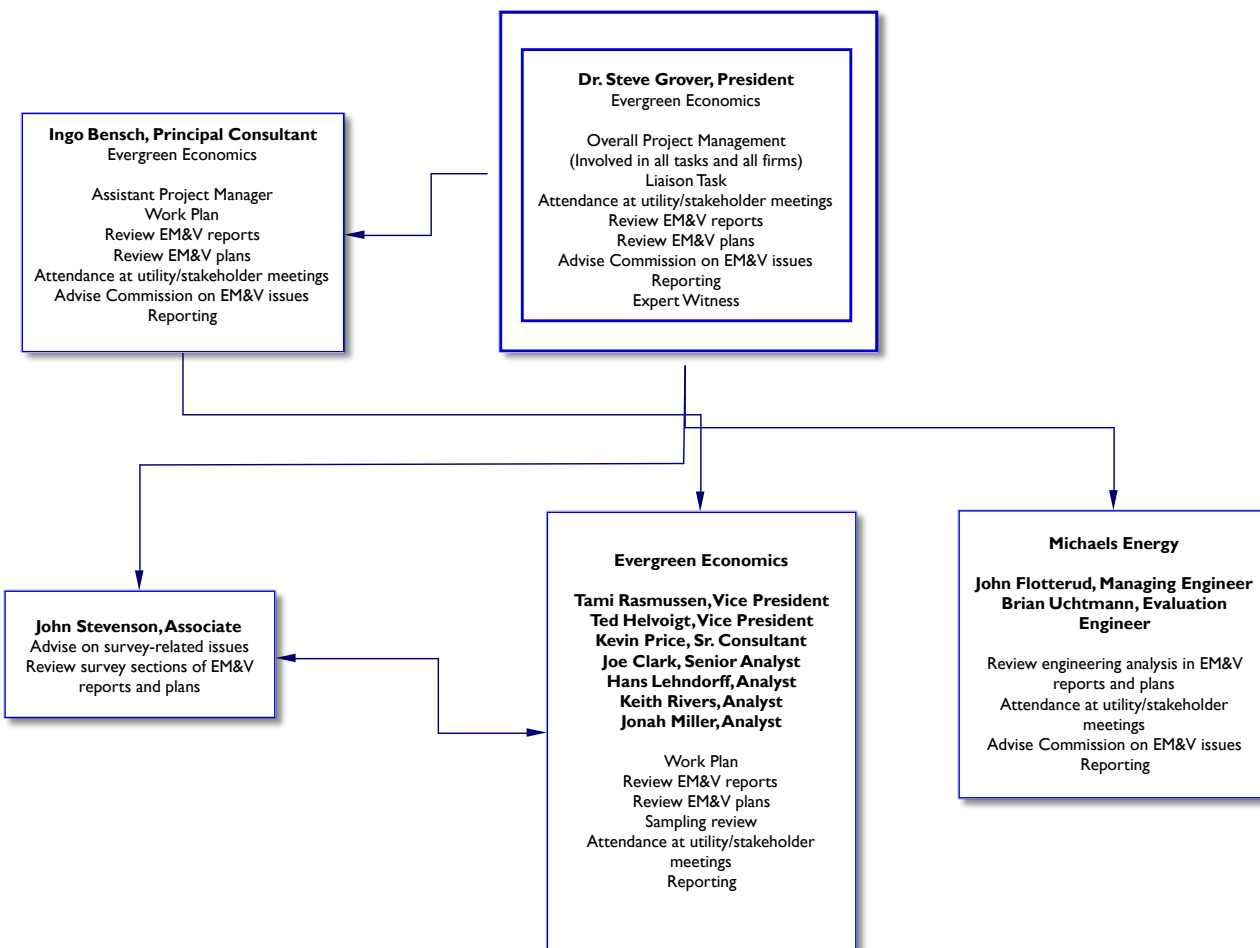 Dr. Steve Grover, President
Evergreen Economics
Overall Project Management
(Involved in all tasks and all firms)
Liaison Task
Attendance at utility/stakeholder meetings
Review EM&V reports
Review EM&V plans
Advise Commission on EM&V issues
Reporting
Expert Witness
Ingo Bensch, Principal Consultant
Evergreen Economics
Assistant Project Manager
Work Plan
Review EM&V reports
Review EM&V plans
Attendance at utility/stakeholder meetings
Advise Commission on EM&V issues
Reporting
John Stevenson, Associate
Advise on survey-related issues
Review survey sections of EM&V
reports and plans
Evergreen Economics
Tami Rasmussen, Vice President
Ted Helvoigt, Vice President
Kevin Price, Sr. Consultant
Joe Clark, Senior Analyst
Hans Lehndorff, Analyst
Keith Rivers, Analyst
Jonah Miller, Analyst
Work Plan
Review EM&V reports
Review EM&V plans
Sampling review
Attendance at utility/stakeholder
meetings
Reporting
Michaels Energy
John Flotterud, Managing Engineer
Brian Uchtmann, Evaluation
Engineer
Review engineering analysis in EM&V
reports and plans
Attendance at utility/stakeholder
meetings
Advise Commission on EM&V issues
Reporting